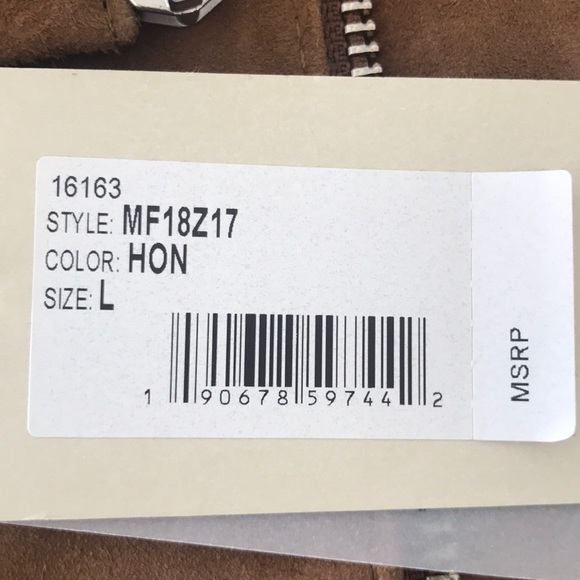 16163
STYLE: MF18Z17
COLOR: HON
SIZE: L
1 90678 59744 2
MSRP